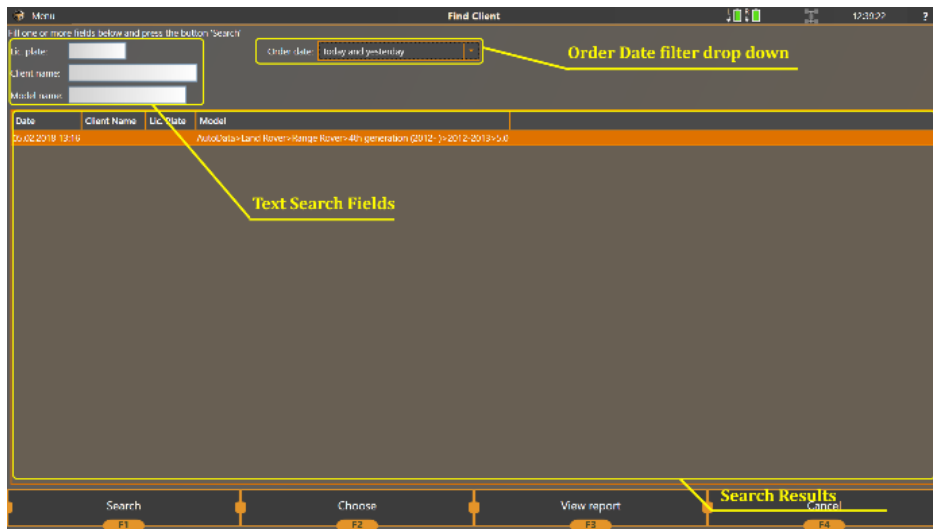 Menu Find Client 12:39:22 ?
Fill one or more fields below and press the button 'Search'
Lic. plate: Order date: Today and yesterday
Order Date filter drop down
Client name:
Model name:
Date Client Name Lic. Plate Model
05.02.2019 13:16 AutoData>Land Rover>Range Rover>4th generation (2012- )>2012-2013>5.0
Text Search Fields
Search Results
Search Choose View report Cancel
F1 F2 F3 F4